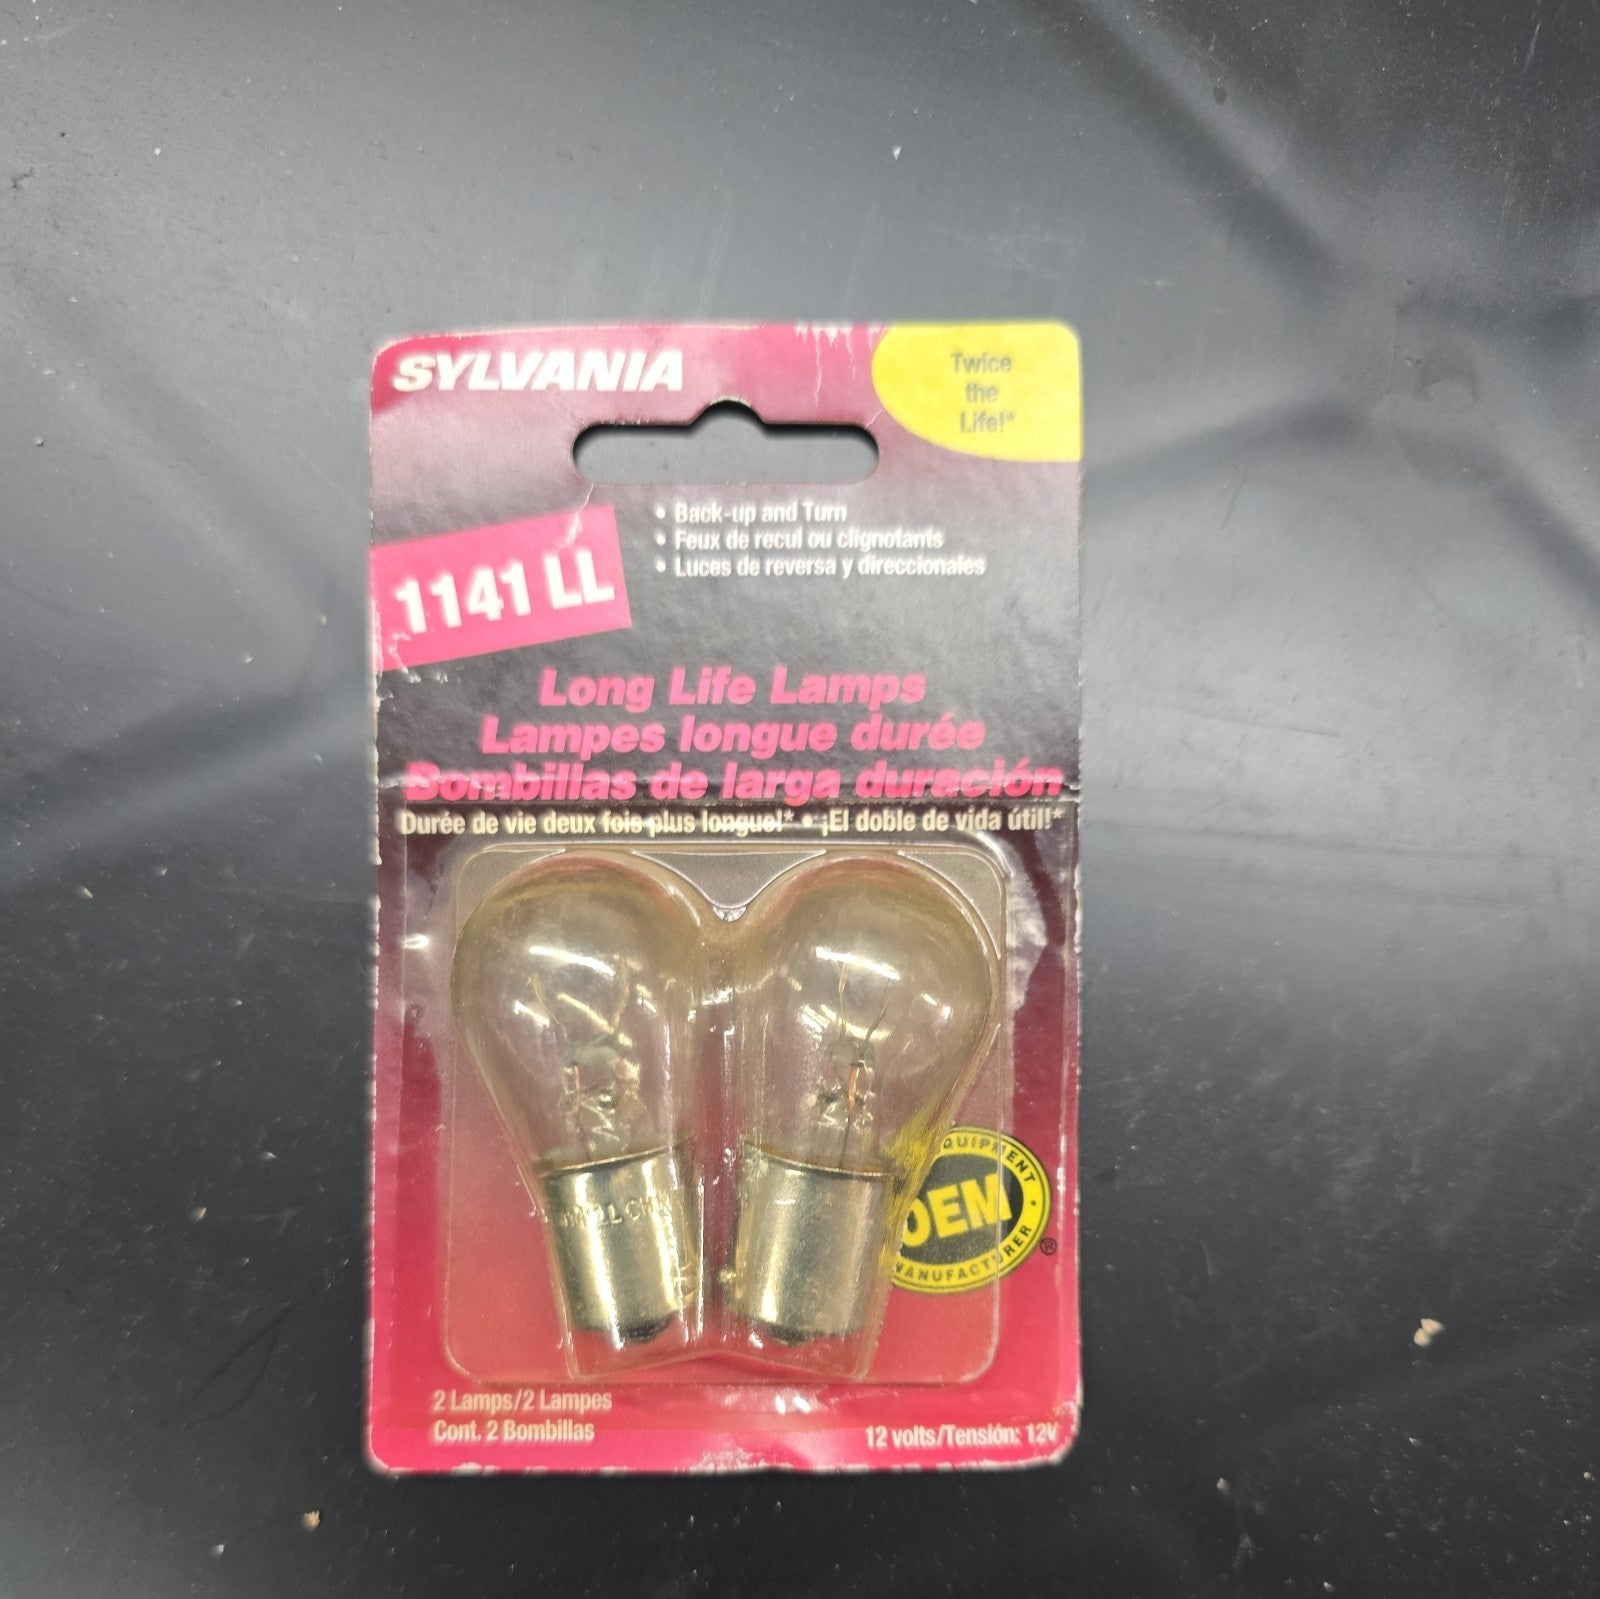 SYLVANIA
Twice
the
Life!*
• Back-up and Turn
• Feux de recul ou clignotants
• Luces de reversa y direccionales
1141 LL
Long Life Lamps
Lampes longue durée
Bombillas de larga duración
Durée de vie deux fois plus longue!* • ¡El doble de vida útil!*
EQUIPMENT
OEM
MANUFACTURER
®
2 Lamps/2 Lampes
Cont. 2 Bombillas
12 volts/Tensión: 12V